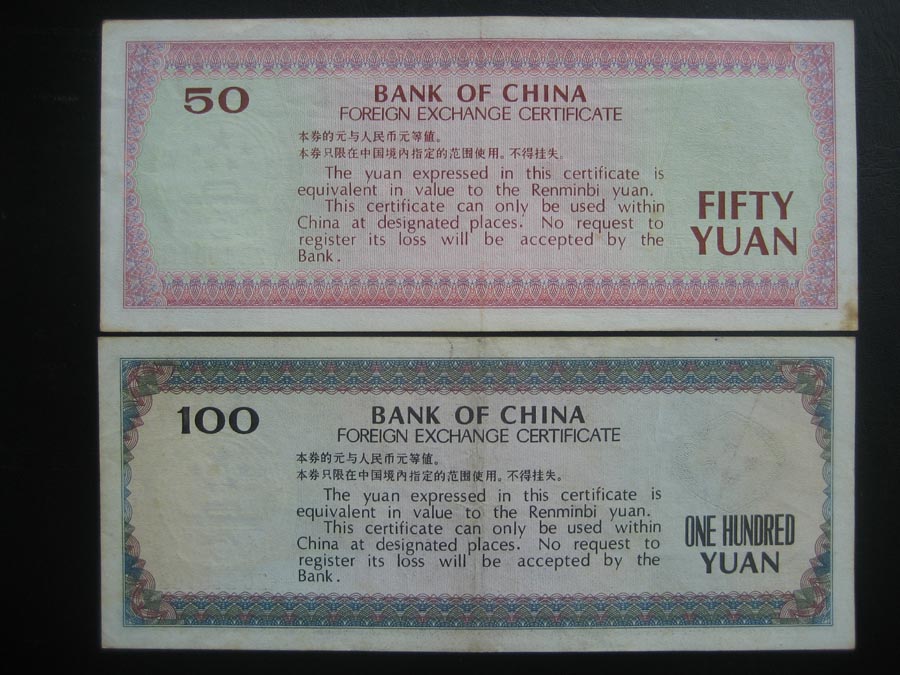 50
BANK OF CHINA
FOREIGN EXCHANGE CERTIFICATE
本券的元与人民币元等值。
本券只限在中国境内指定的范围使用。不得挂失。
The yuan expressed in this certificate is
equivalent in value to the Renminbi yuan.
This certificate can only be used within
China at designated places. No request to
register its loss will be accepted by the
Bank.
FIFTY
YUAN
100
BANK OF CHINA
FOREIGN EXCHANGE CERTIFICATE
本券的元与人民币元等值。
本券只限在中国境内指定的范围使用。不得挂失。
The yuan expressed in this certificate is
equivalent in value to the Renminbi yuan.
This certificate can only be used within
China at designated places. No request to
register its loss will be accepted by the
Bank.
ONE HUNDRED
YUAN